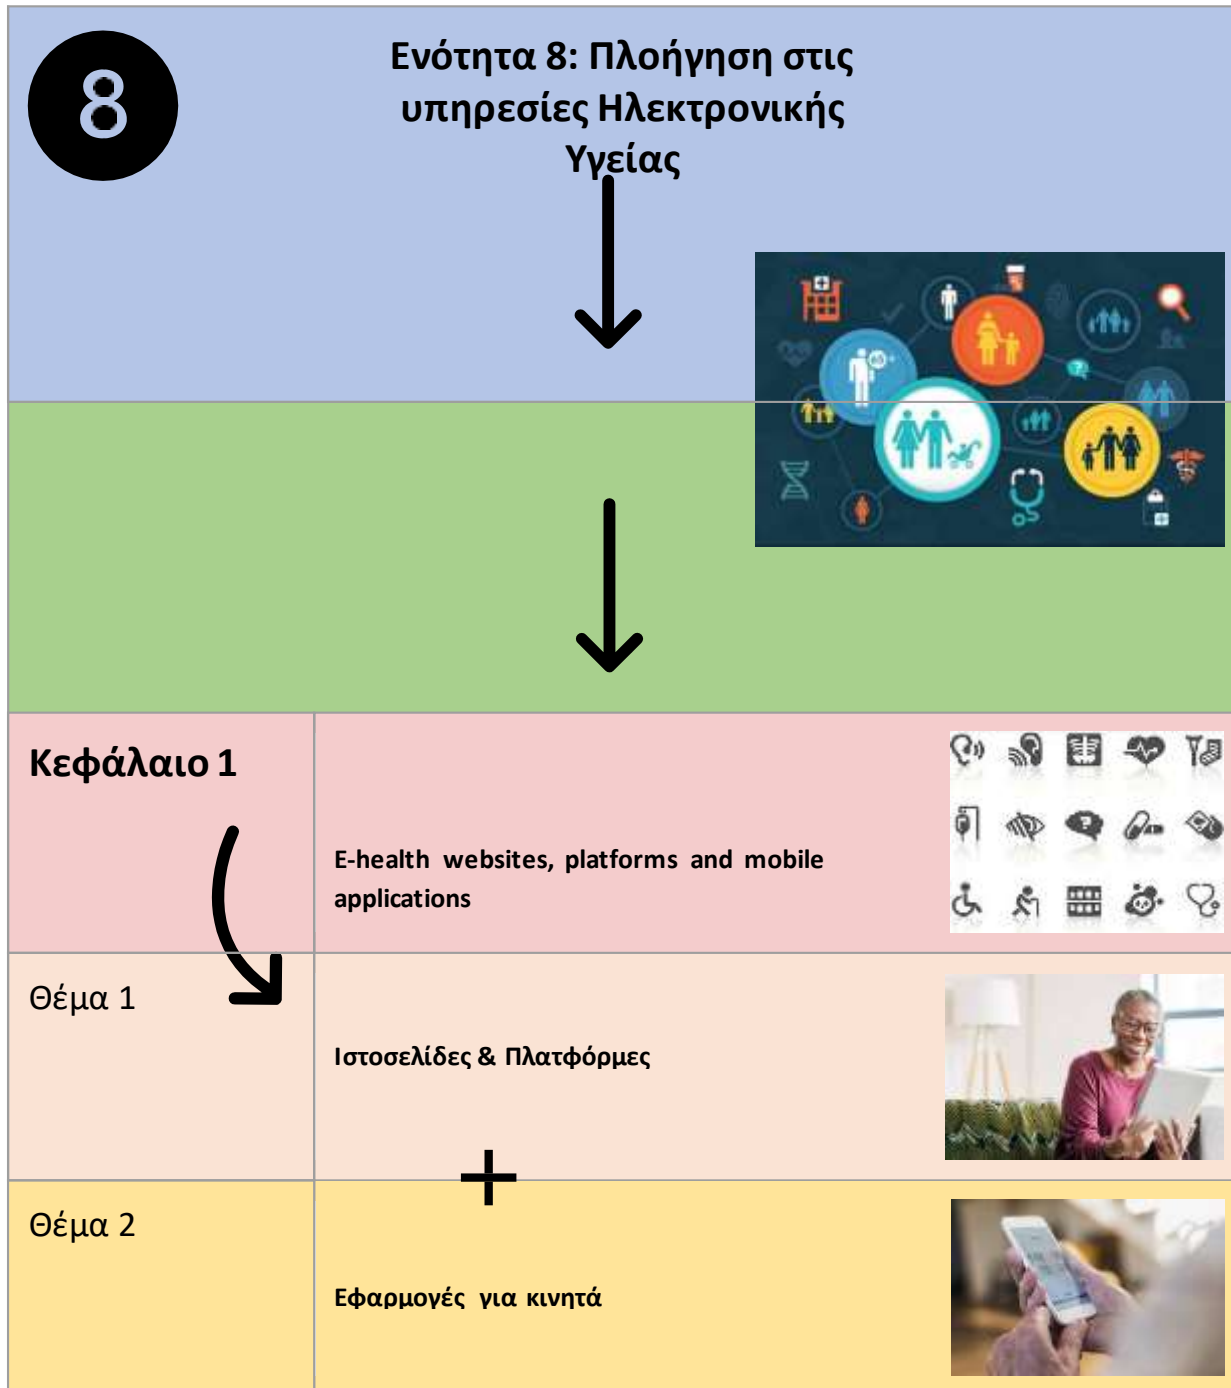 8
Ενότητα 8: Πλοήγηση στις
υπηρεσίες Ηλεκτρονικής
Υγείας
Κεφάλαιο 1
E-health websites, platforms and mobile
applications
Θέμα 1
Ιστοσελίδες & Πλατφόρμες
Θέμα 2
Εφαρμογές για κινητά